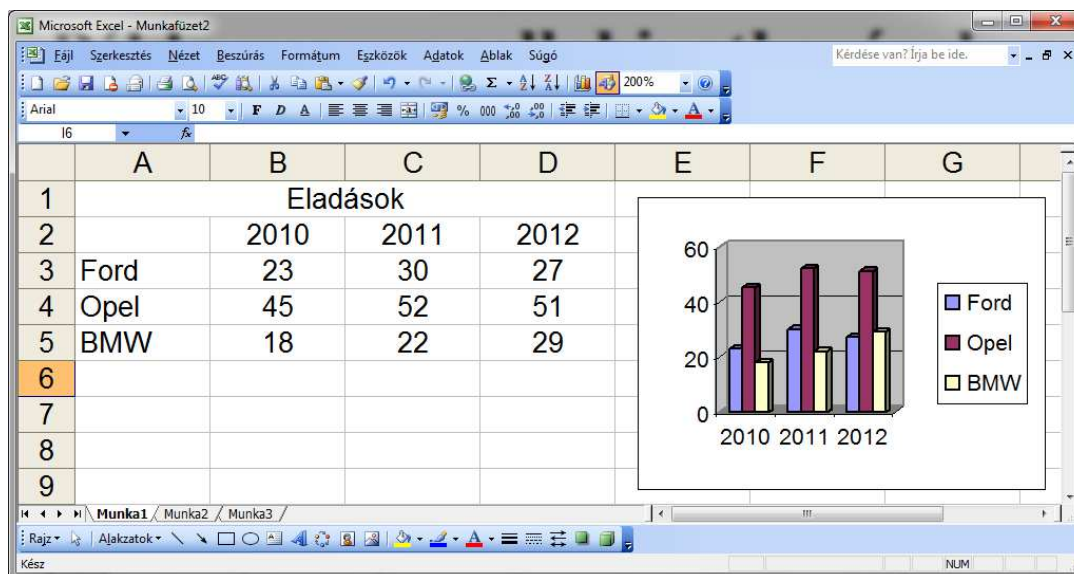 Microsoft Excel - Munkafüzet2
Fájl Szerkesztés Nézet Beszúrás Formátum Eszközök Adatok Ablak Súgó Kérdése van? Írja be ide.
200%
Arial 10 F D A % 000
I6 fx
A B C D E F G
1 Eladások
2 2010 2011 2012
3 Ford 23 30 27
4 Opel 45 52 51
5 BMW 18 22 29
6
7
8
9
60
40
20
0
2010 2011 2012
Ford
Opel
BMW
Munka1 Munka2 Munka3
Rajz Alakzatok
Kész NUM